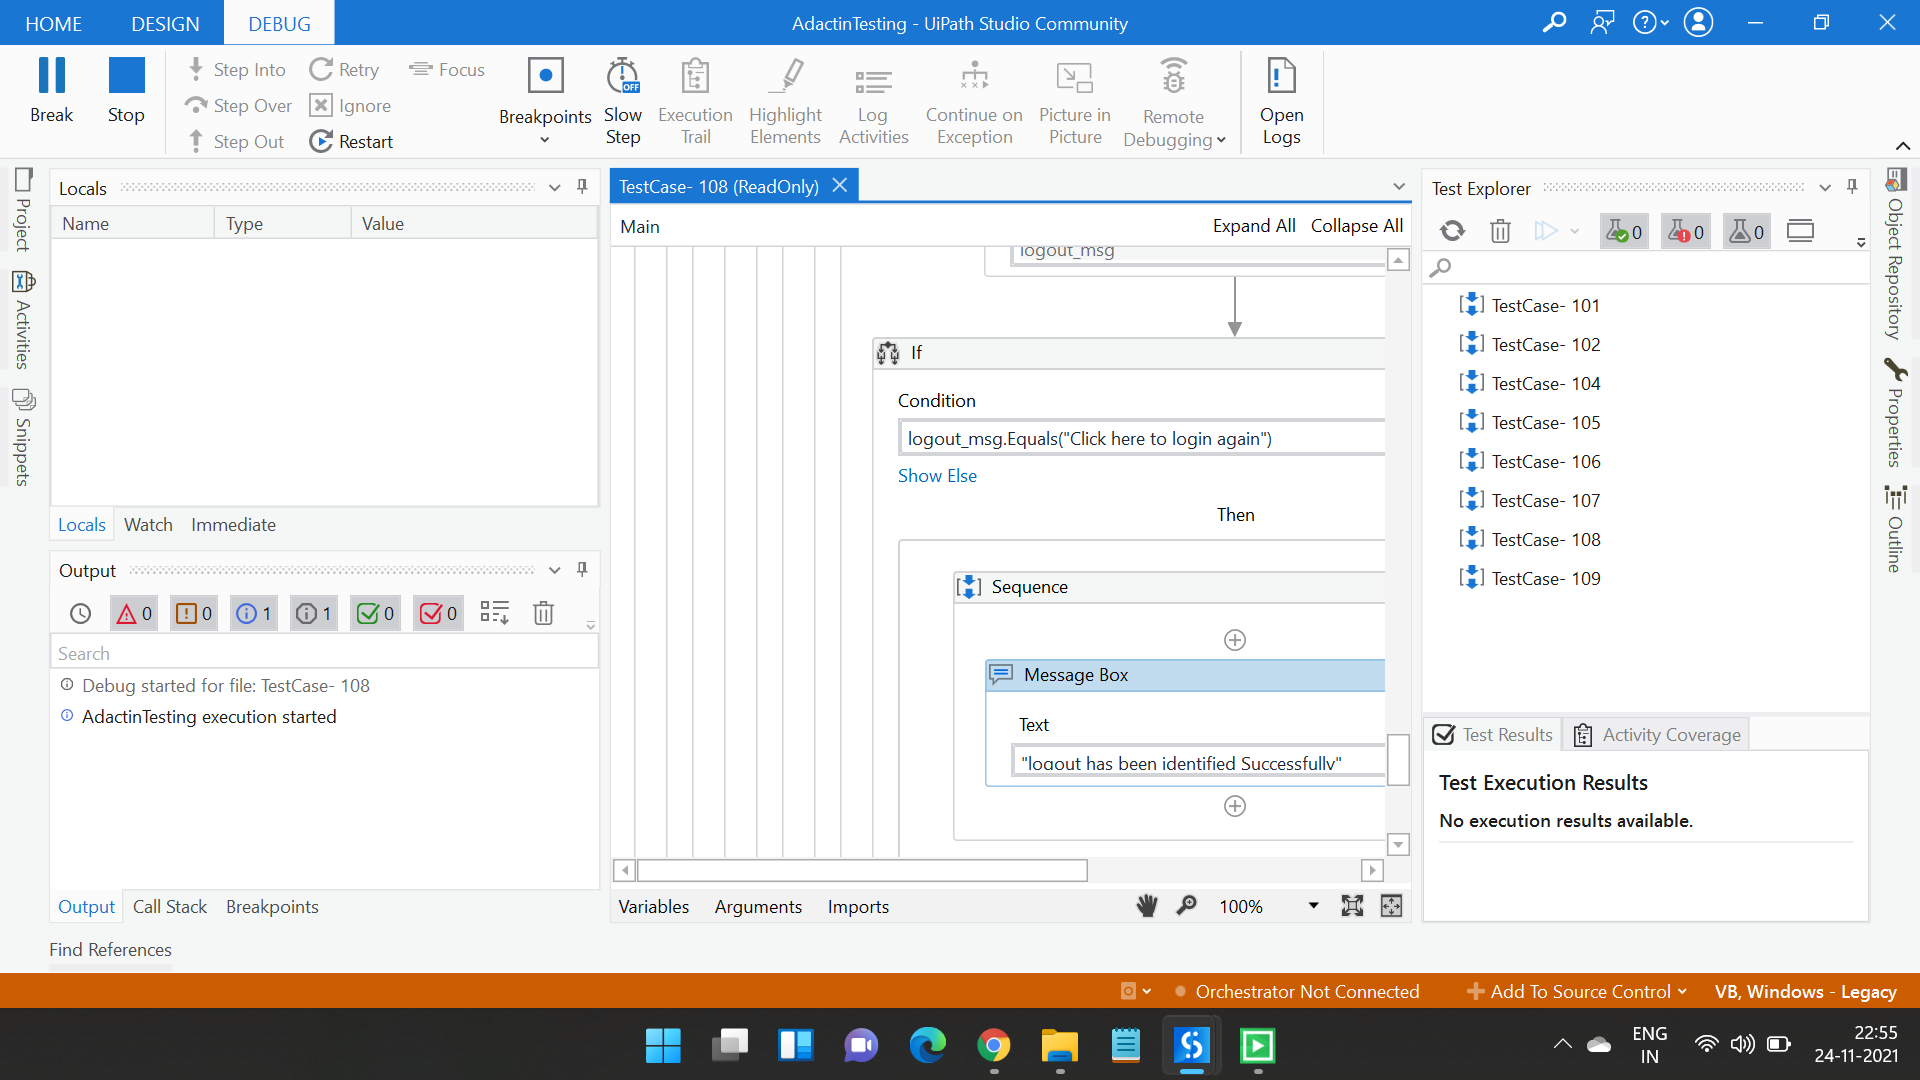 HOME DESIGN DEBUG
AdactinTesting - UiPath Studio Community
Break
Stop
Step Into
Step Over
Step Out
Retry
Ignore
Restart
Focus
Breakpoints
Slow
Step
OFF
Execution
Trail
Highlight
Elements
Log
Activities
Continue on
Exception
Picture in
Picture
Remote
Debugging
Open
Logs
Project
Activities
Snippets
Locals
Name Type Value
Locals Watch Immediate
Output
0 0 1 1 0 0
Search
Debug started for file: TestCase- 108
AdactinTesting execution started
Output Call Stack Breakpoints
Find References
TestCase- 108 (ReadOnly)
Main
Expand All Collapse All
logout_msg
If
Condition
logout_msg.Equals("Click here to login again")
Show Else
Then
Sequence
Message Box
Text
"logout has been identified Successfully"
Variables Arguments Imports
100%
Test Explorer
0 0 0
TestCase- 101
TestCase- 102
TestCase- 104
TestCase- 105
TestCase- 106
TestCase- 107
TestCase- 108
TestCase- 109
Test Results Activity Coverage
Test Execution Results
No execution results available.
Object Repository
Properties
Outline
Orchestrator Not Connected
Add To Source Control
VB, Windows - Legacy
ENG
IN
22:55
24-11-2021